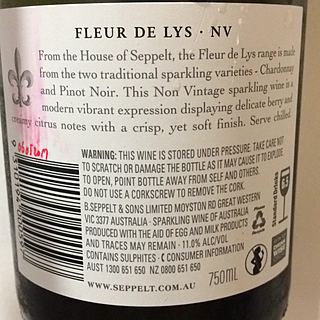 FLEUR DE LYS · NV
From the House of Seppelt, the Fleur de Lys range is made
from the two traditional sparkling varieties - Chardonnay
and Pinot Noir. This Non Vintage sparkling wine is a
modern vibrant expression displaying delicate berry and
creamy citrus notes with a crisp, yet soft finish. Serve chilled.
WARNING: THIS WINE IS STORED UNDER PRESSURE. TAKE CARE NOT
TO SCRATCH OR DAMAGE THE BOTTLE AS IT MAY CAUSE IT TO EXPLODE.
TO OPEN, POINT BOTTLE AWAY FROM SELF AND OTHERS.
DO NOT USE A CORKSCREW TO REMOVE THE CORK.
B.SEPPELT & SONS LIMITED MOYSTON RD GREAT WESTERN
VIC 3377 AUSTRALIA · SPARKLING WINE OF AUSTRALIA
PRODUCED WITH THE AID OF EGG AND MILK PRODUCTS
AND TRACES MAY REMAIN · 11.0% ALC/VOL
CONTAINS SULPHITES · CONSUMER INFORMATION
AUST 1300 651 650 NZ 0800 651 650
750ml
WWW.SEPPELT.COM.AU
Standard Drinks